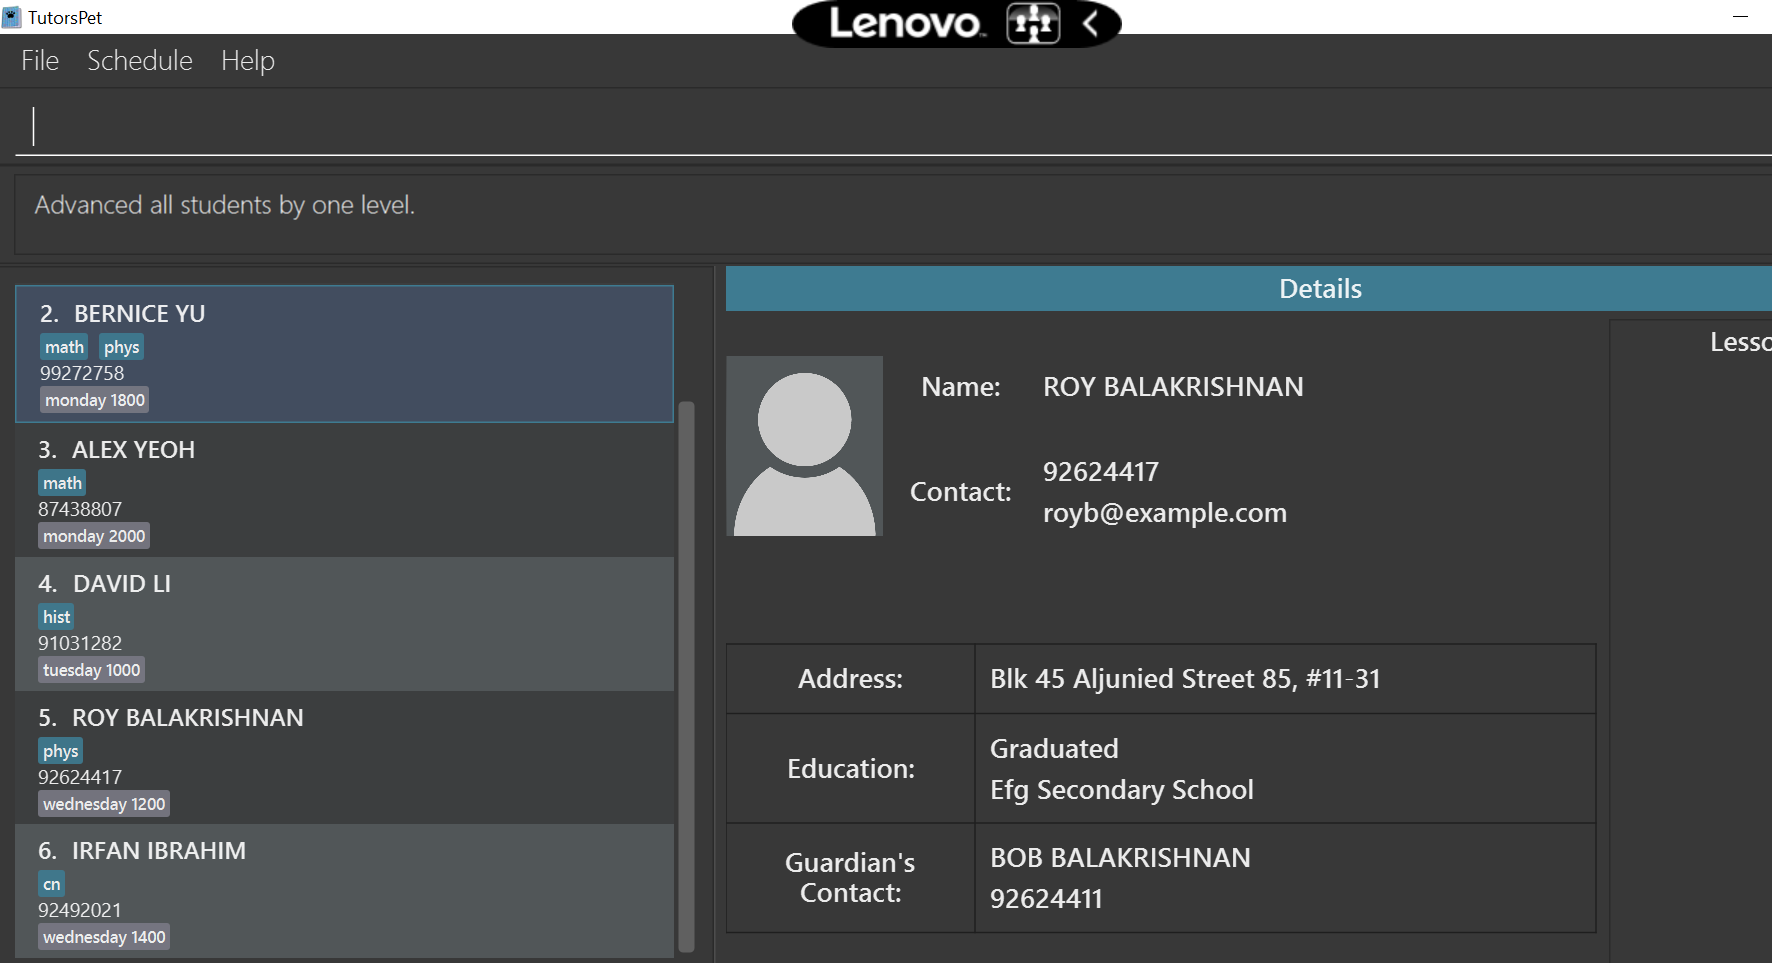 TutorsPet
Lenovo™
File Schedule Help
Advanced all students by one level.
2. BERNICE YU
math phys
99272758
monday 1800
3. ALEX YEOH
math
87438807
monday 2000
4. DAVID LI
hist
91031282
tuesday 1000
5. ROY BALAKRISHNAN
phys
92624417
wednesday 1200
6. IRFAN IBRAHIM
cn
92492021
wednesday 1400
Details
Name: ROY BALAKRISHNAN
Contact: 92624417
royb@example.com
Address: Blk 45 Aljunied Street 85, #11-31
Education: Graduated
Efg Secondary School
Guardian's
Contact:
BOB BALAKRISHNAN
92624411
Lesso